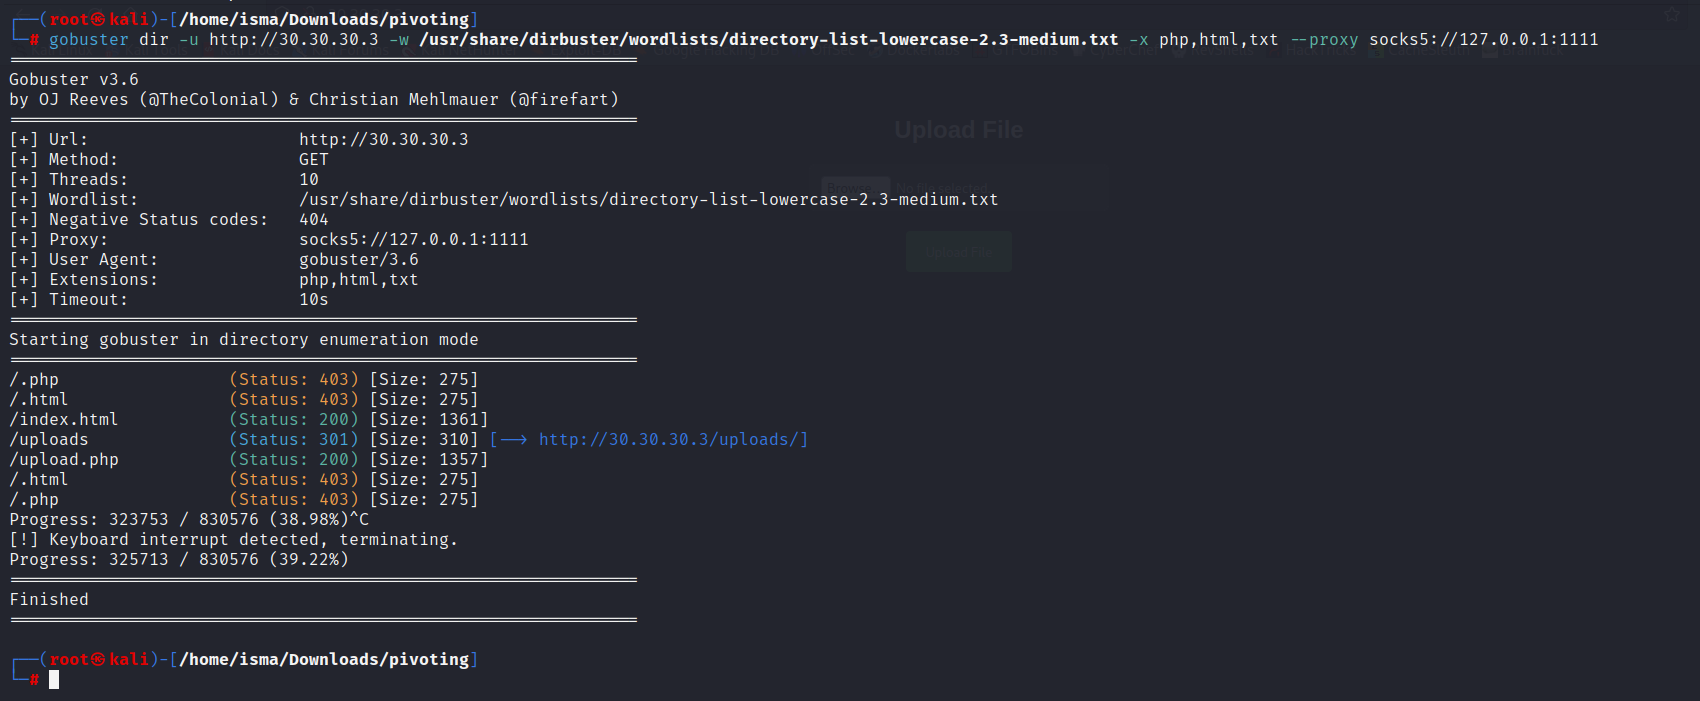 ┌──(root㉿kali)-[/home/isma/Downloads/pivoting]
└─# gobuster dir -u http://30.30.30.3 -w /usr/share/dirbuster/wordlists/directory-list-lowercase-2.3-medium.txt -x php,html,txt --proxy socks5://127.0.0.1:1111
===============================================================
Gobuster v3.6
by OJ Reeves (@TheColonial) & Christian Mehlmauer (@firefart)
===============================================================
[+] Url:                     http://30.30.30.3
[+] Method:                  GET
[+] Threads:                 10
[+] Wordlist:                /usr/share/dirbuster/wordlists/directory-list-lowercase-2.3-medium.txt
[+] Negative Status codes:   404
[+] Proxy:                   socks5://127.0.0.1:1111
[+] User Agent:              gobuster/3.6
[+] Extensions:              php,html,txt
[+] Timeout:                 10s
===============================================================
Starting gobuster in directory enumeration mode
===============================================================
/.php                 (Status: 403) [Size: 275]
/.html                (Status: 403) [Size: 275]
/index.html           (Status: 200) [Size: 1361]
/uploads              (Status: 301) [Size: 310] [--> http://30.30.30.3/uploads/]
/upload.php           (Status: 200) [Size: 1357]
/.html                (Status: 403) [Size: 275]
/.php                 (Status: 403) [Size: 275]
Progress: 323753 / 830576 (38.98%)^C
[!] Keyboard interrupt detected, terminating.
Progress: 325713 / 830576 (39.22%)
===============================================================
Finished
===============================================================
┌──(root㉿kali)-[/home/isma/Downloads/pivoting]
└─#
Upload File
No file selected.
Upload File